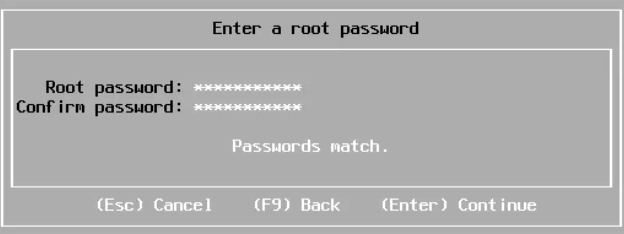 Enter a root password
Root password: ***********
Confirm password: ***********
Passwords match.
(Esc) Cancel (F9) Back (Enter) Continue